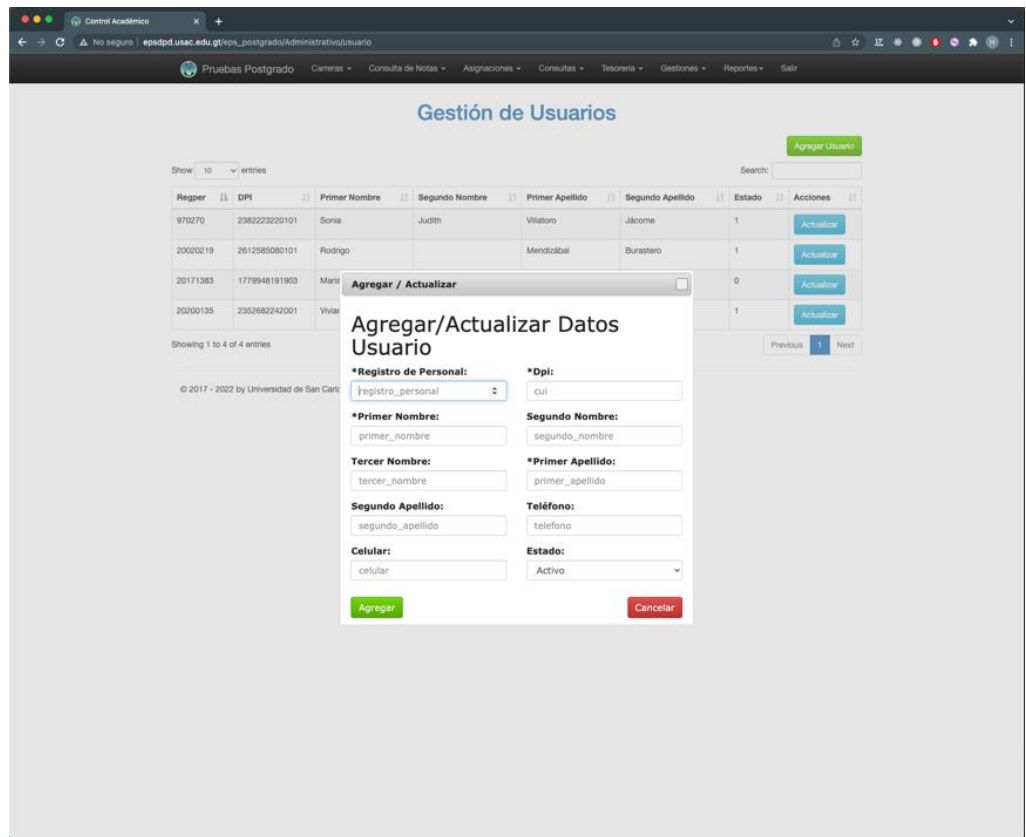 Control Académico
No seguro | epsdpd.usac.edu.gt/eps_postgrado/Administrativo/usuario
Pruebas Postgrado Carreras Consulta de Notas Asignaciones Consultas Tesorería Gestiones Reportes Salir
Gestión de Usuarios
Agregar Usuario
Show 10 entries Search:
Regper DPI Primer Nombre Segundo Nombre Primer Apellido Segundo Apellido Estado Acciones
970270 2382223220101 Sonia Judith Villatoro Jácome 1 Actualizar
20020219 2612585080101 Rodrigo Mendizábal Burastero 1 Actualizar
20171383 1779948191903 Maria 0 Actualizar
20200135 2352682242001 Vivian 1 Actualizar
Showing 1 to 4 of 4 entries Previous 1 Next
© 2017 - 2022 by Universidad de San Carlo
Agregar / Actualizar
Agregar/Actualizar Datos
Usuario
*Registro de Personal: *Dpi:
registro_personal cui
*Primer Nombre: Segundo Nombre:
primer_nombre segundo_nombre
Tercer Nombre: *Primer Apellido:
tercer_nombre primer_apellido
Segundo Apellido: Teléfono:
segundo_apellido telefono
Celular: Estado:
celular Activo
Agregar Cancelar